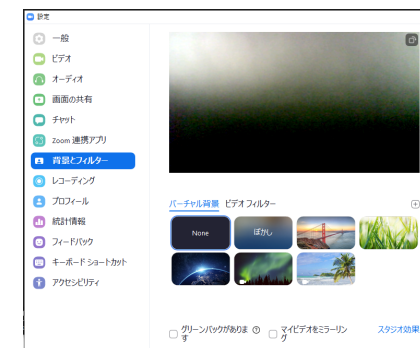 設定
一般
ビデオ
オーディオ
画面の共有
チャット
Zoom 連携アプリ
背景とフィルター
レコーディング
プロフィール
統計情報
フィードバック
キーボード ショートカット
アクセシビリティ
バーチャル背景 ビデオ フィルター
None
ぼかし
グリーンバックがありま
す
マイビデオをミラーリン
グ
スタジオ効果